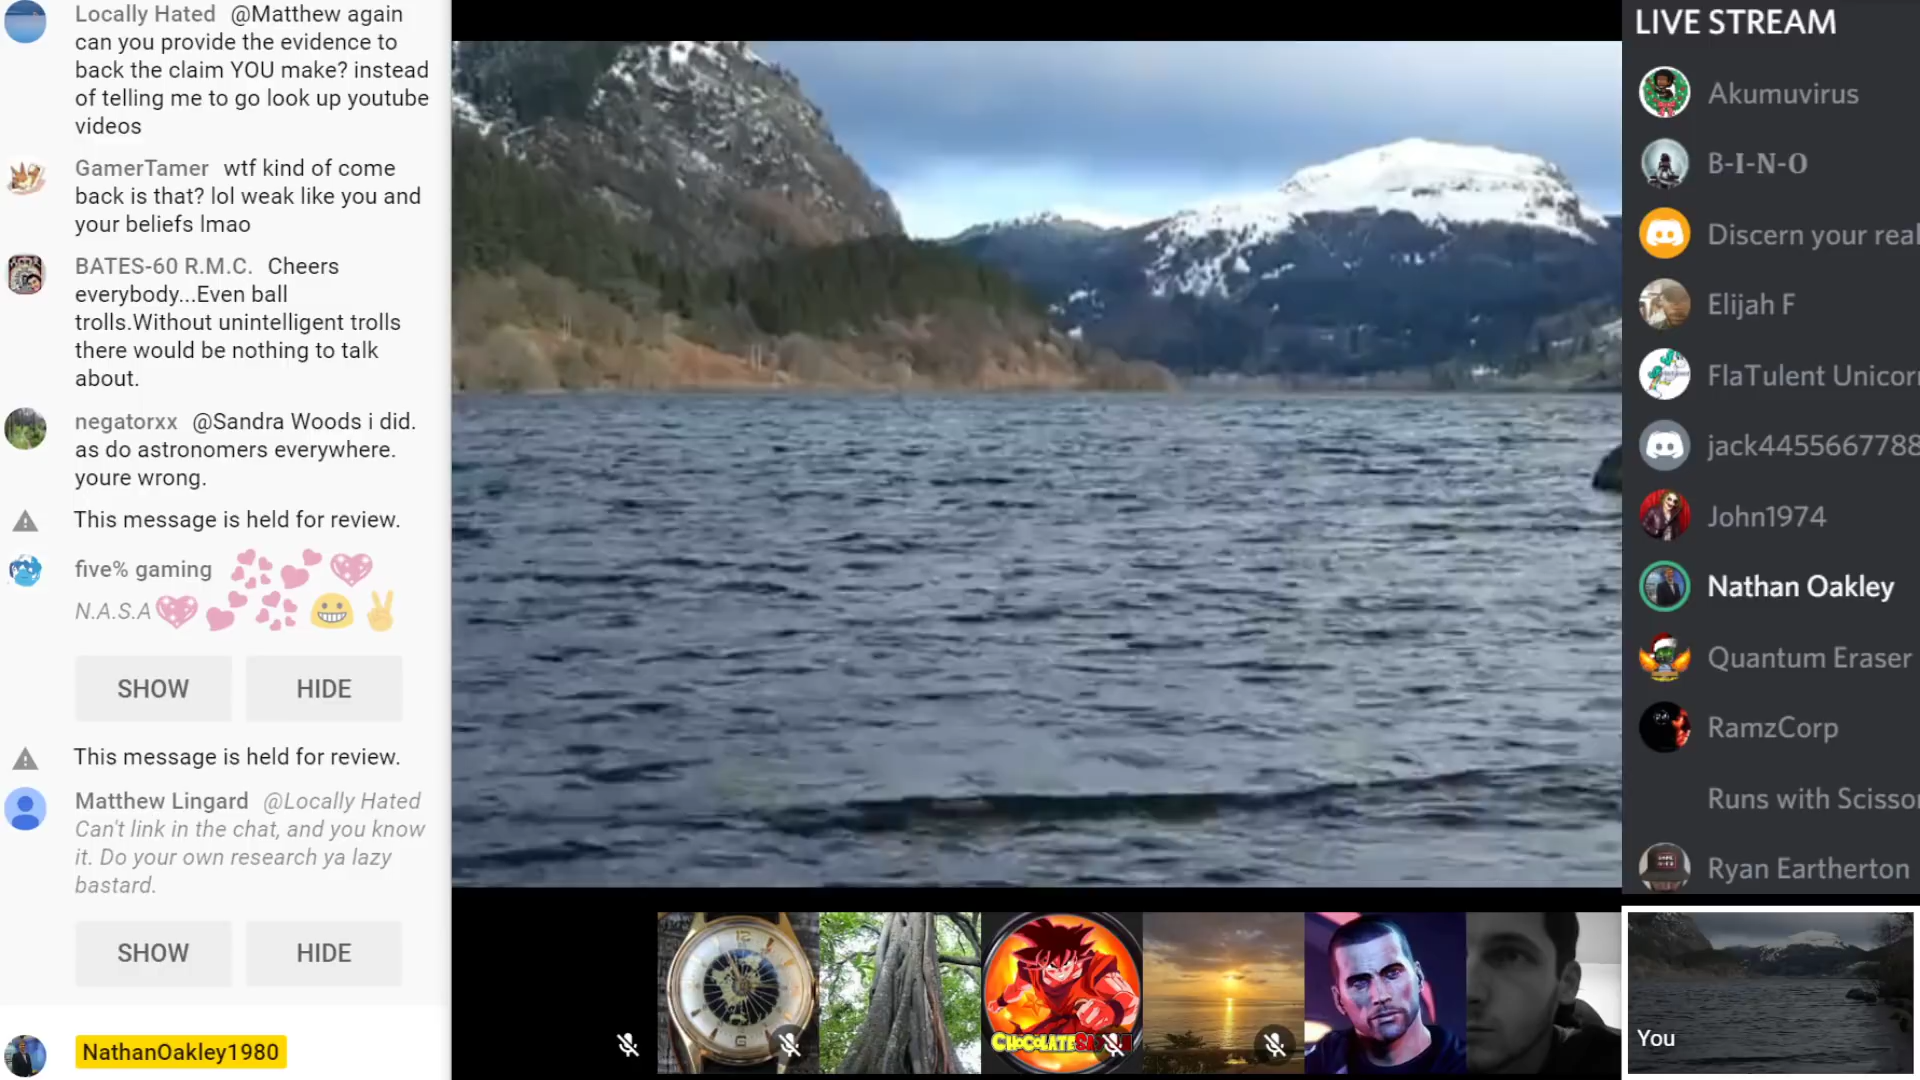 Locally Hated @Matthew again
can you provide the evidence to
back the claim YOU make? instead
of telling me to go look up youtube
videos
GamerTamer wtf kind of come
back is that? lol weak like you and
your beliefs lmao
BATES-60 R.M.C. Cheers
everybody...Even ball
trolls.Without unintelligent trolls
there would be nothing to talk
about.
negatorxx @Sandra Woods i did.
as do astronomers everywhere.
youre wrong.
This message is held for review.
five% gaming
N.A.S.A
SHOW HIDE
This message is held for review.
Matthew Lingard @Locally Hated
Can't link in the chat, and you know
it. Do your own research ya lazy
bastard.
SHOW HIDE
NathanOakley1980
LIVE STREAM
Akumuvirus
B-I-N-O
Discern your real
Elijah F
FlaTulent Unicorn
jack4455667788
John1974
Nathan Oakley
Quantum Eraser
RamzCorp
Runs with Scissor
Ryan Eartherton
You